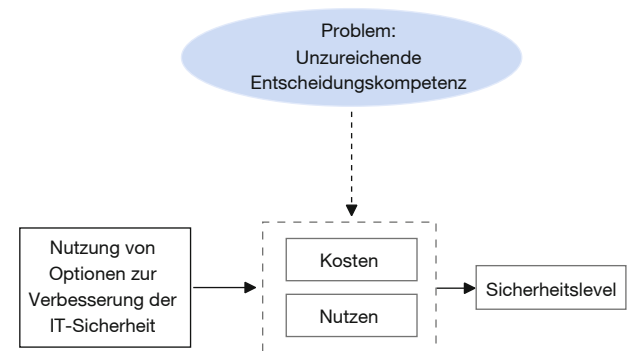 Problem:
Unzureichende
Entscheidungskompetenz
Nutzung von
Optionen zur
Verbesserung der
IT-Sicherheit
Kosten
Nutzen
Sicherheitslevel